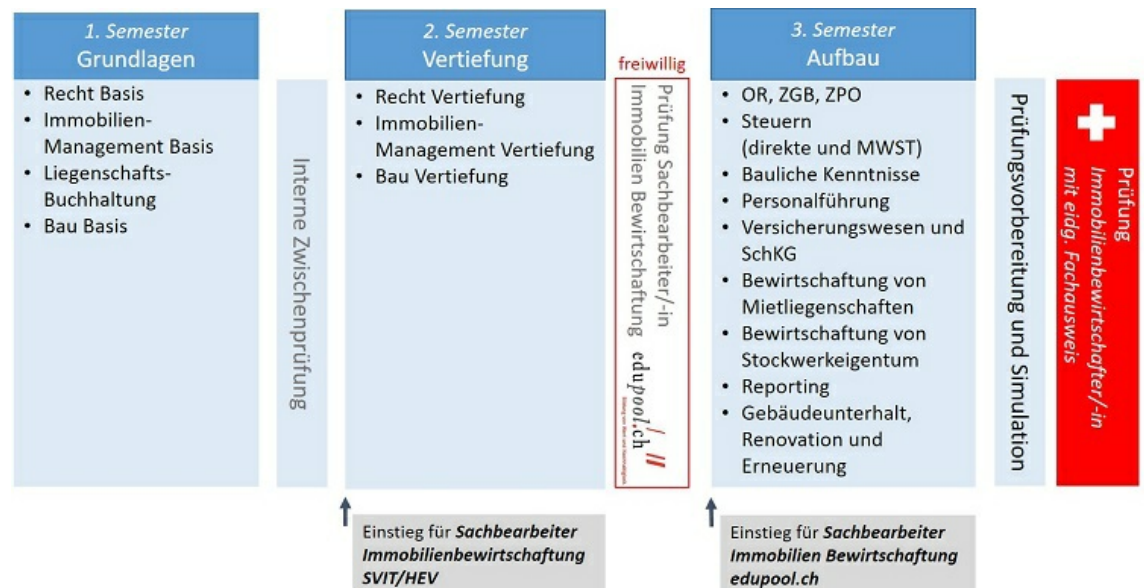 1. Semester
Grundlagen
• Recht Basis
• Immobilien-
Management Basis
• Liegenschafts-
Buchhaltung
• Bau Basis
Interne Zwischenprüfung
2. Semester
Vertiefung
• Recht Vertiefung
• Immobilien-
Management Vertiefung
• Bau Vertiefung
freiwillig
Prüfung Sachbearbeiter/-in
Immobilien Bewirtschaftung
edupool.ch
3. Semester
Aufbau
• OR, ZGB, ZPO
• Steuern
(direkte und MWST)
• Bauliche Kenntnisse
• Personalführung
• Versicherungswesen und
SchKG
• Bewirtschaftung von
Mietliegenschaften
• Bewirtschaftung von
Stockwerkeigentum
• Reporting
• Gebäudeunterhalt,
Renovation und
Erneuerung
Prüfungsvorbereitung und Simulation
Prüfung
Immobilienbewirtschafter/-in
mit eidg. Fachausweis
Einstieg für Sachbearbeiter
Immobilienbewirtschaftung
SVIT/HEV
Einstieg für Sachbearbeiter
Immobilien Bewirtschaftung
edupool.ch